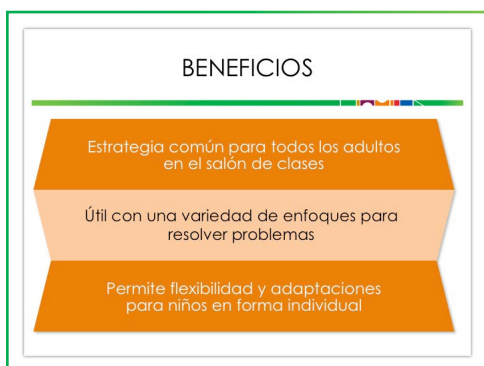 BENEFICIOS
Estrategia común para todos los adultos
en el salón de clases
Útil con una variedad de enfoques para
resolver problemas
Permite flexibilidad y adaptaciones
para niños en forma individual